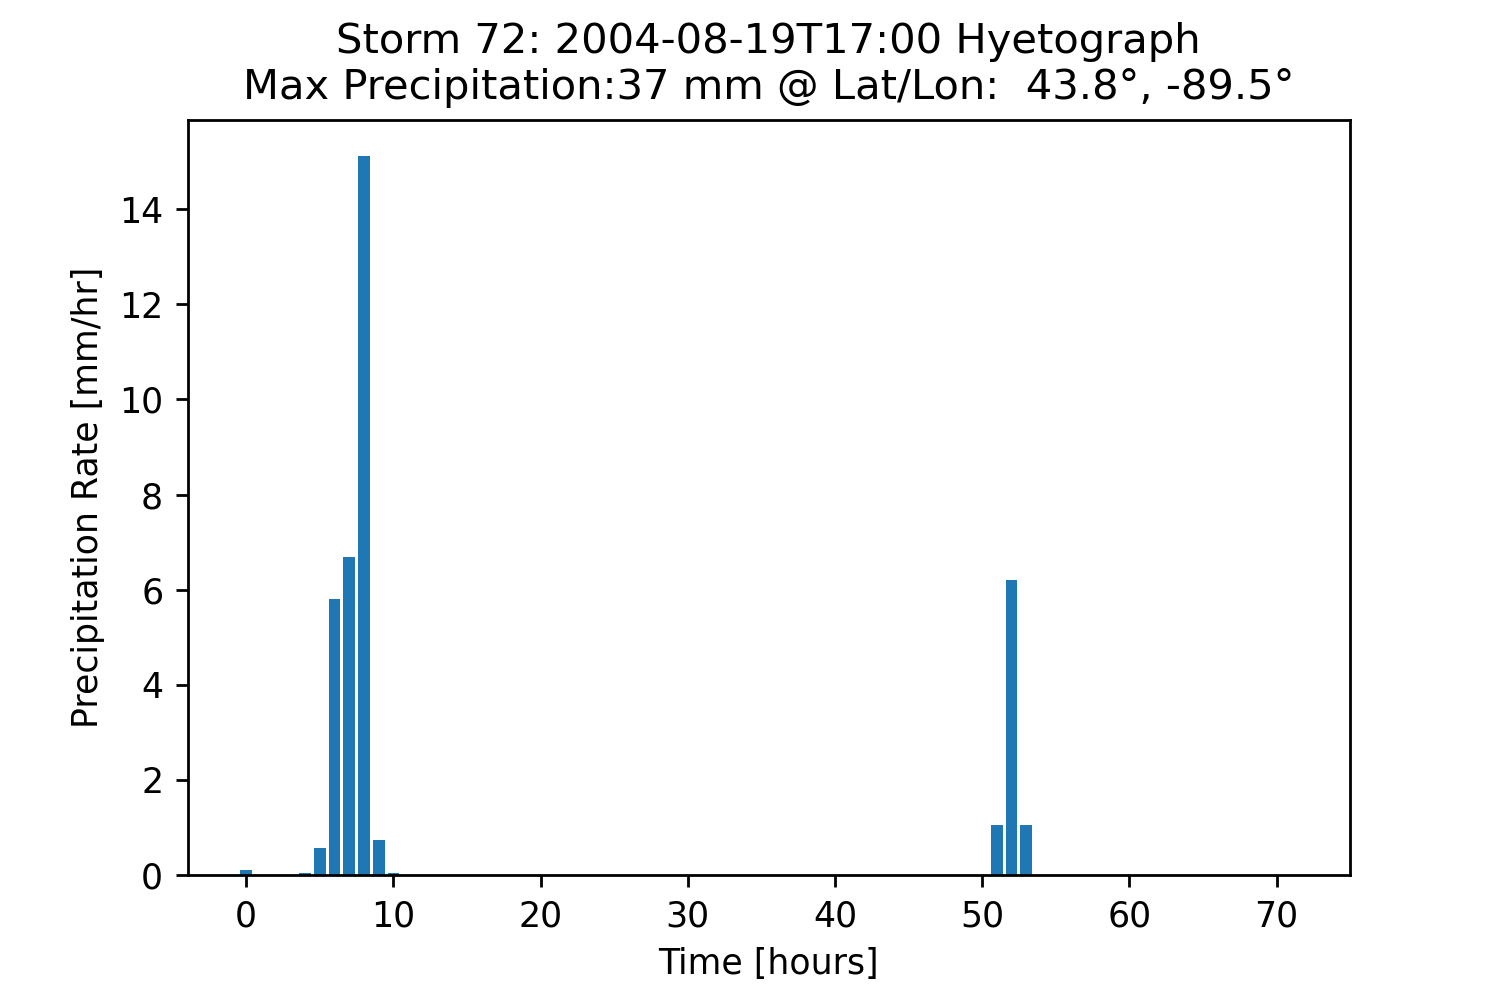 Storm 72: 2004-08-19T17:00 Hyetograph
Max Precipitation:37 mm @ Lat/Lon:  43.8°, -89.5°
Precipitation Rate [mm/hr]
14
12
10
8
6
4
2
0
0 10 20 30 40 50 60 70
Time [hours]